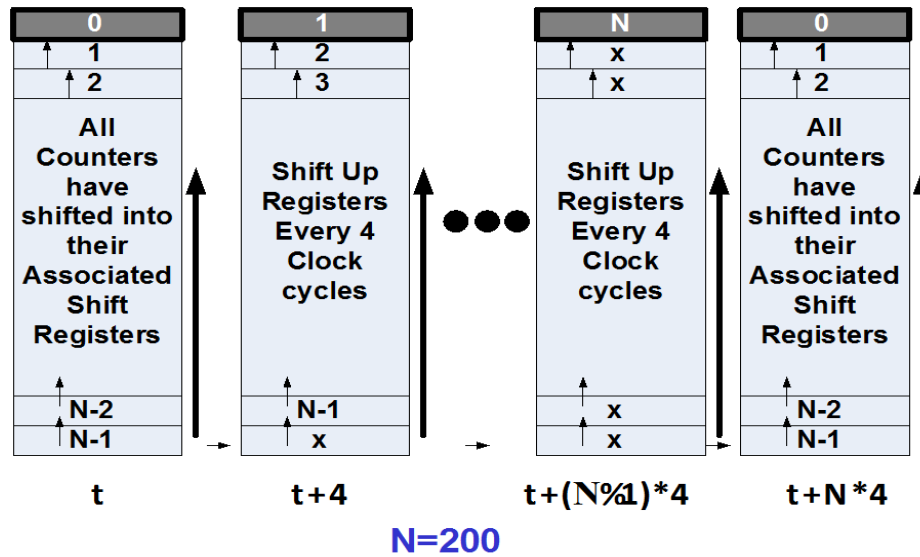 0
1
2
All
Counters
have
shifted into
their
Associated
Shift
Registers
N-2
N-1
t
1
2
3
Shift Up
Registers
Every 4
Clock
cycles
N-1
x
t+4
N
x
x
Shift Up
Registers
Every 4
Clock
cycles
x
x
t+(N%1)*4
0
1
2
All
Counters
have
shifted into
their
Associated
Shift
Registers
N-2
N-1
t+N*4
N=200